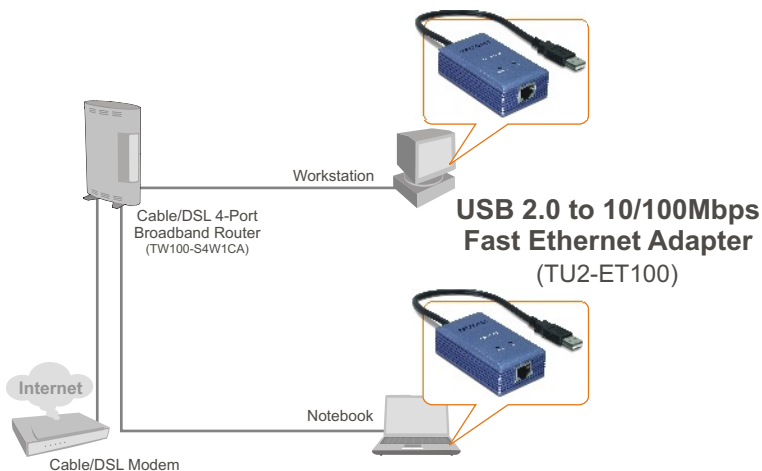 Workstation
Cable/DSL 4-Port
Broadband Router
(TW100-S4W1CA)
USB 2.0 to 10/100Mbps
Fast Ethernet Adapter
(TU2-ET100)
Internet
Notebook
Cable/DSL Modem